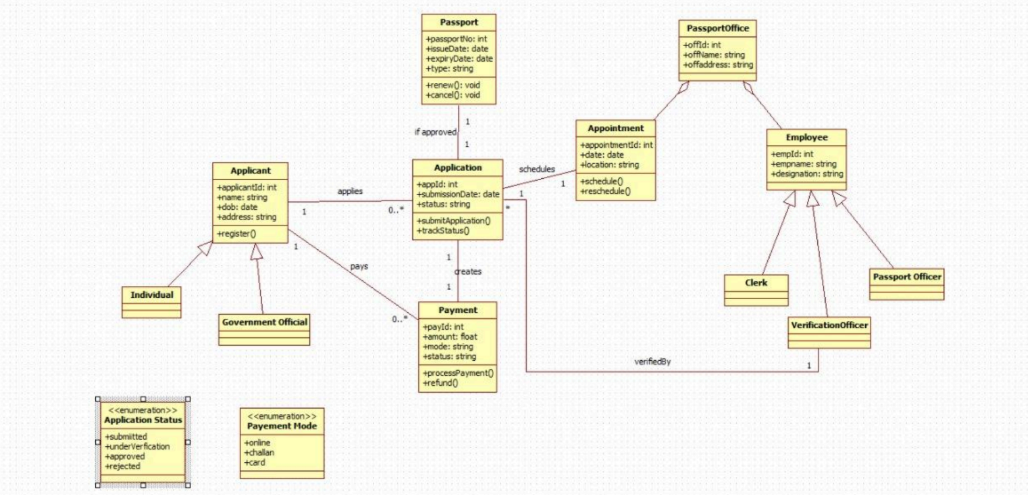 Passport
+passportNo: int
+issueDate: date
+expiryDate: date
+type: string
+renew(): void
+cancel(): void
PassportOffice
+offId: int
+offName: string
+offaddress: string
1
if approved
1
Appointment
+appointmentId: int
+date: date
+location: string
+schedule()
+reschedule()
Employee
+empId: int
+empname: string
+designation: string
Applicant
+applicantId: int
+name: string
+dob: date
+address: string
+register()
applies
1
0..*
Application
+appId: int
+submissionDate: date
+status: string
+submitApplication()
+trackStatus()
schedules
1
1
*
1
pays
0..*
1
creates
1
Individual
Government Official
Payment
+payId: int
+amount: float
+mode: string
+status: string
+processPayment()
+refund()
Clerk
Passport Officer
VerificationOfficer
verifiedBy
1
<<enumeration>>
Application Status
+submitted
+underVerfication
+approved
+rejected
<<enumeration>>
Payement Mode
+online
+challan
+card